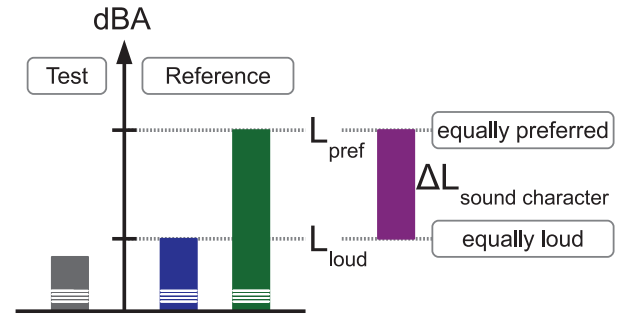 dBA
Test
Reference
L pref
equally preferred
ΔL sound character
L loud
equally loud